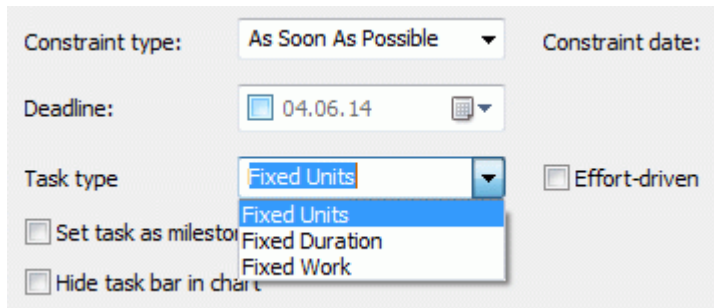 Constraint type: As Soon As Possible Constraint date:
Deadline: 04.06.14
Task type Fixed Units Effort-driven
Fixed Units
Set task as milesto
Fixed Duration
Fixed Work
Hide task bar in chart